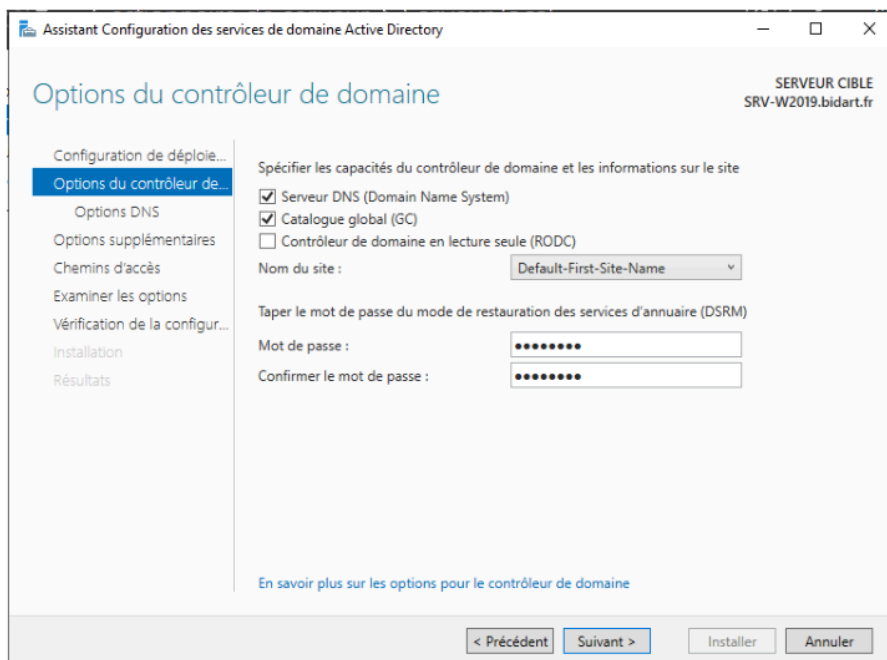 Assistant Configuration des services de domaine Active Directory
Options du contrôleur de domaine
SERVEUR CIBLE
SRV-W2019.bidart.fr
Configuration de déploie...
Options du contrôleur de...
Options DNS
Options supplémentaires
Chemins d'accès
Examiner les options
Vérification de la configur...
Installation
Résultats
Spécifier les capacités du contrôleur de domaine et les informations sur le site
Serveur DNS (Domain Name System)
Catalogue global (GC)
Contrôleur de domaine en lecture seule (RODC)
Nom du site : Default-First-Site-Name
Taper le mot de passe du mode de restauration des services d'annuaire (DSRM)
Mot de passe : ●●●●●●●●
Confirmer le mot de passe : ●●●●●●●●
En savoir plus sur les options pour le contrôleur de domaine
< Précédent Suivant > Installer Annuler